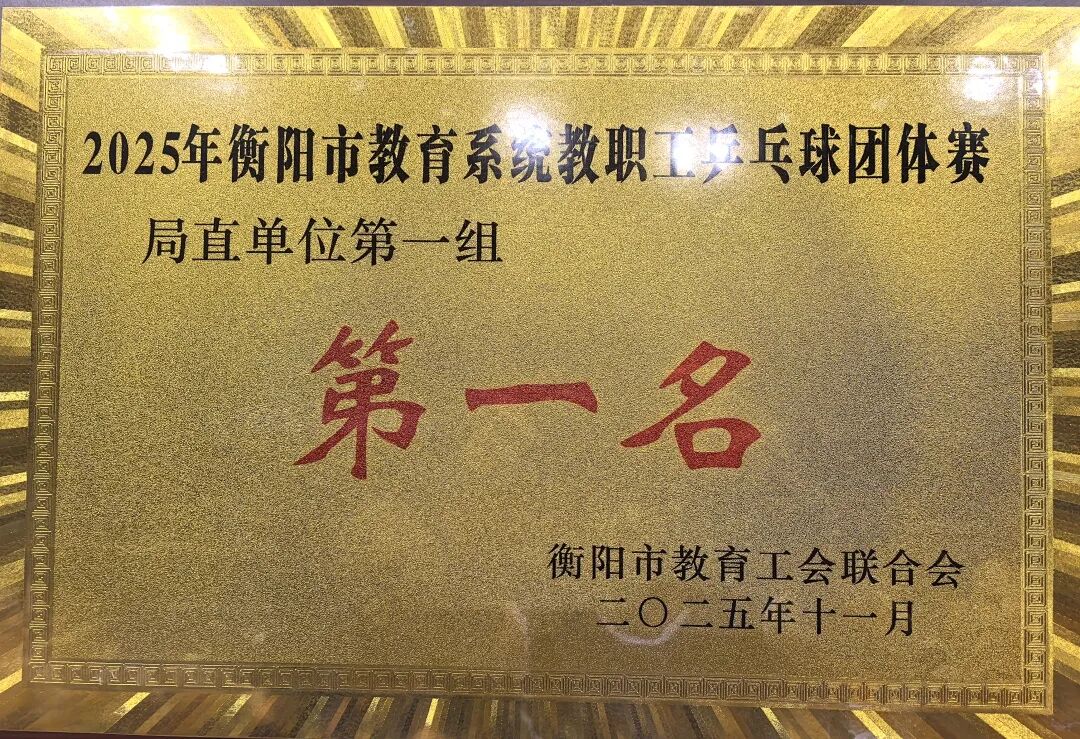 2025年衡阳市教育系统教职工乒乓球团体赛
局直单位第一组
第一名
衡阳市教育工会联合会
二〇二五年十一月